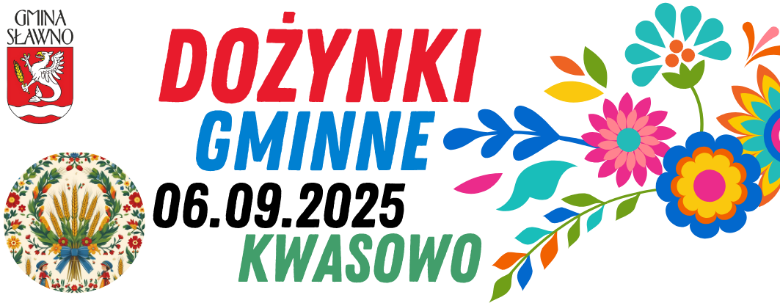 GMINA
SŁAWNO
DOŻYNKI
GMINNE
06.09.2025
KWASOWO